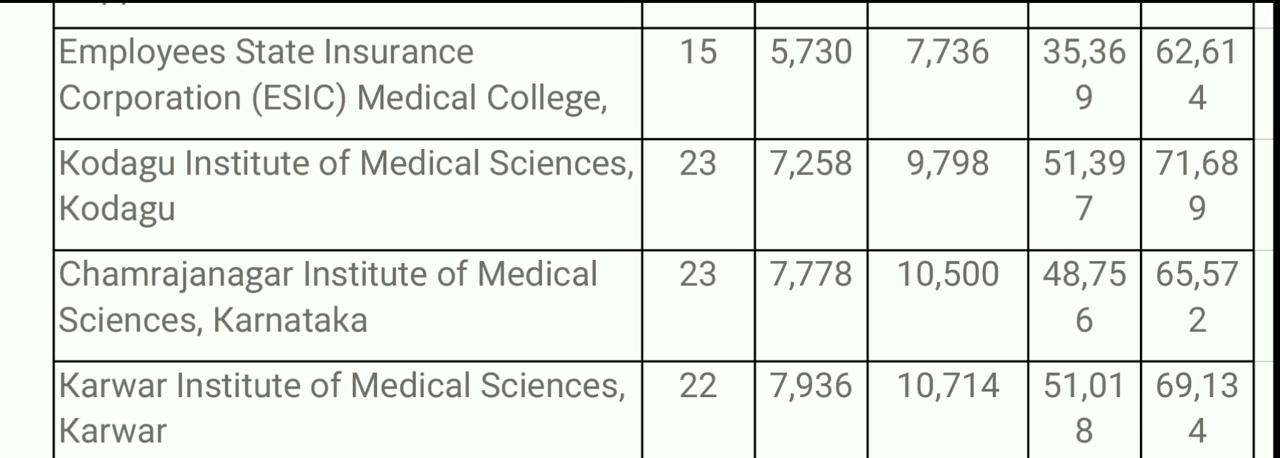 Employees State Insurance 15 5,730 7,736 35,36 62,61
Corporation (ESIC) Medical College, 9 4
Kodagu Institute of Medical Sciences, 23 7,258 9,798 51,39 71,68
Kodagu 7 9
Chamrajanagar Institute of Medical 23 7,778 10,500 48,75 65,57
Sciences, Karnataka 6 2
Karwar Institute of Medical Sciences, 22 7,936 10,714 51,01 69,13
Karwar 8 4